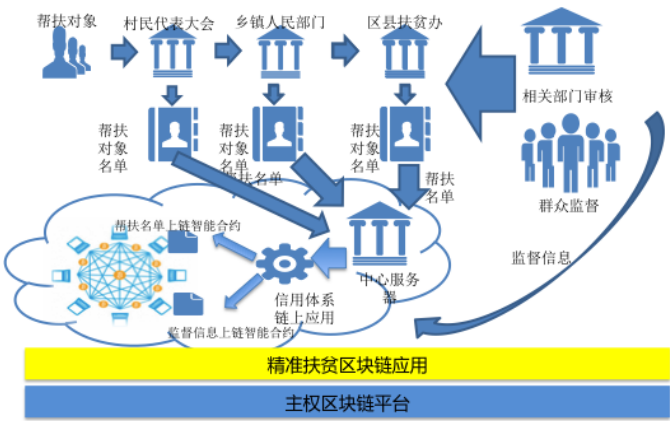 帮扶对象
村民代表大会
乡镇人民部门
区县扶贫办
相关部门审核
帮扶
对象
名单
帮扶
对象
名单
帮扶名单
帮扶
对象
名单
帮扶
名单
群众监督
监督信息
帮扶名单上链智能合约
中心服务
器
信用体系
链上应用
监督信息上链智能合约
精准扶贫区块链应用
主权区块链平台